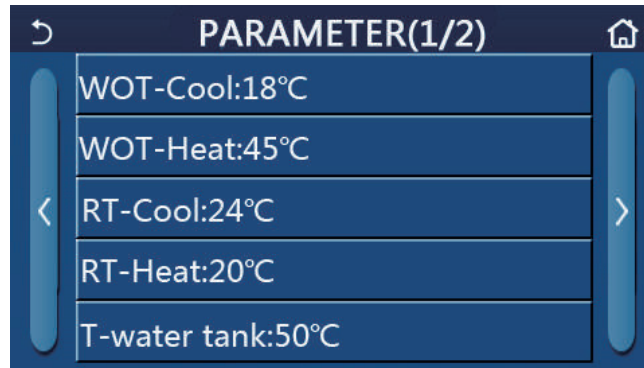 PARAMETER(1/2)
WOT-Cool:18℃
WOT-Heat:45℃
RT-Cool:24℃
RT-Heat:20℃
T-water tank:50℃